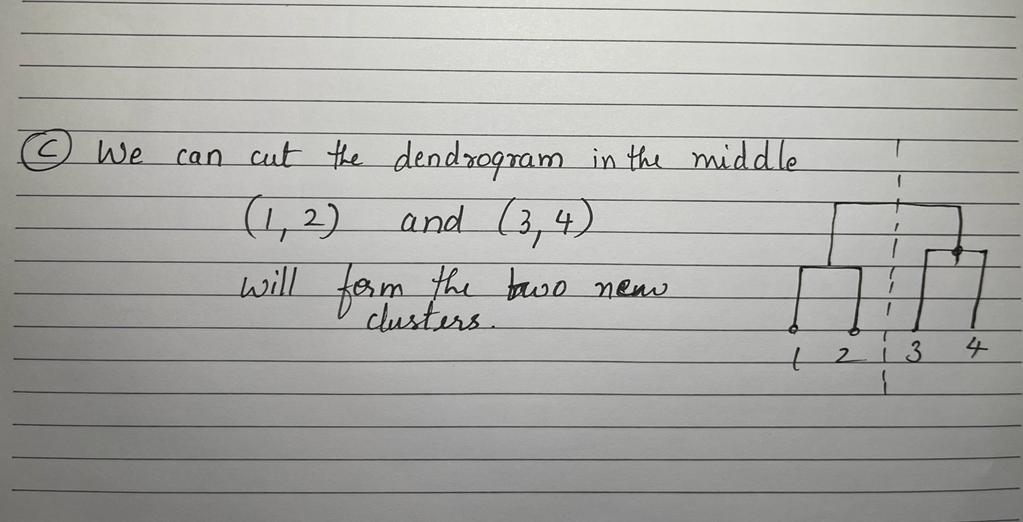 (C) We can cut the dendrogram in the middle
(1, 2) and (3, 4)
will form the two new
clusters.
1 2 3 4